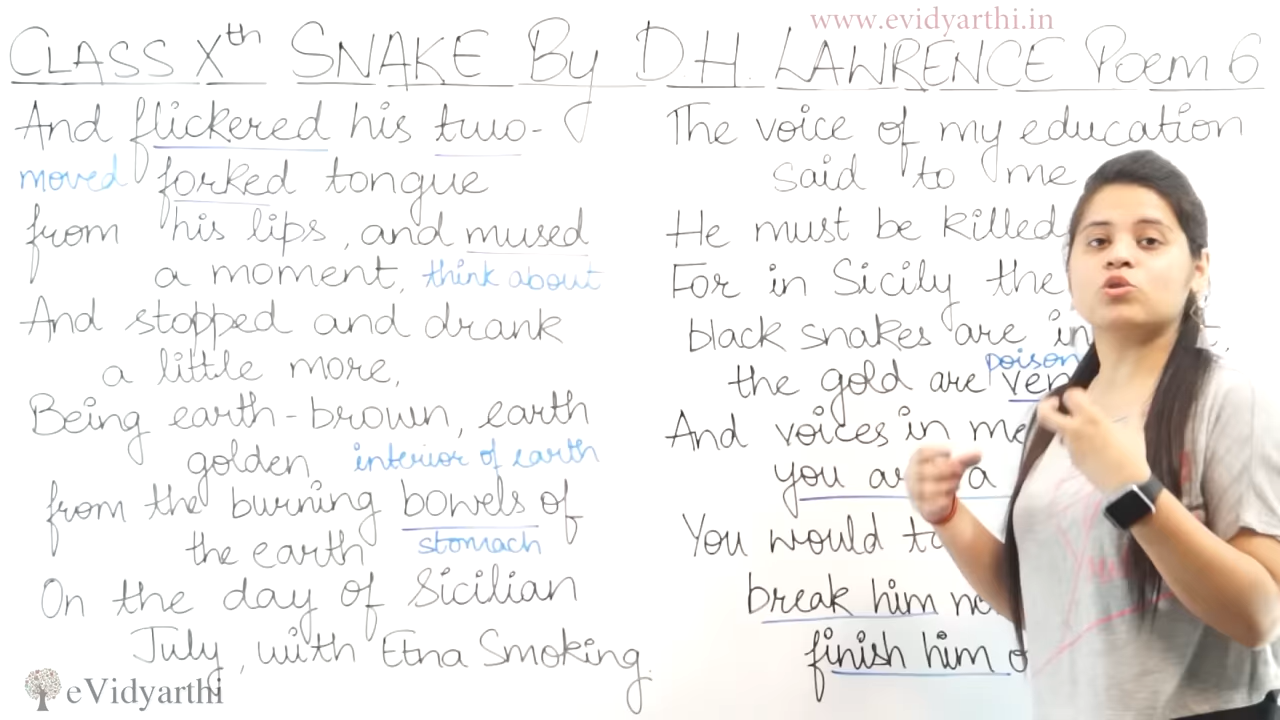 www.evidyarthi.in
CLASS Xth SNAKE By D.H. LAWRENCE Poem 6
And flickered his two-
moved forked tongue
from his lips, and mused
a moment, think about
And stopped and drank
a little more,
Being earth-brown, earth
golden interior of earth
from the burning bowels of
the earth stomach
On the day of Sicilian
July, with Etna Smoking.
The voice of my education
said to me
He must be killed
For in Sicily the
black snakes are
poison
the gold are
And voices in me
you a
You would
break him
finish him
eVidyarthi